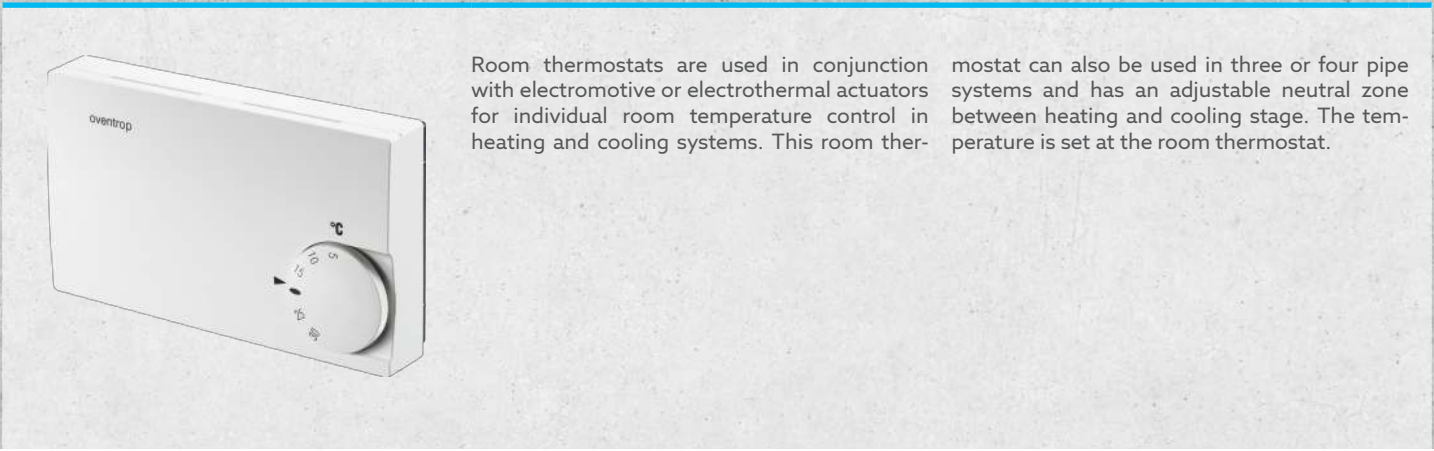 Room thermostats are used in conjunction
with electromotive or electrothermal actuators
for individual room temperature control in
heating and cooling systems. This room ther-
mostat can also be used in three or four pipe
systems and has an adjustable neutral zone
between heating and cooling stage. The tem-
perature is set at the room thermostat.
oventrop
°C
5
10
15